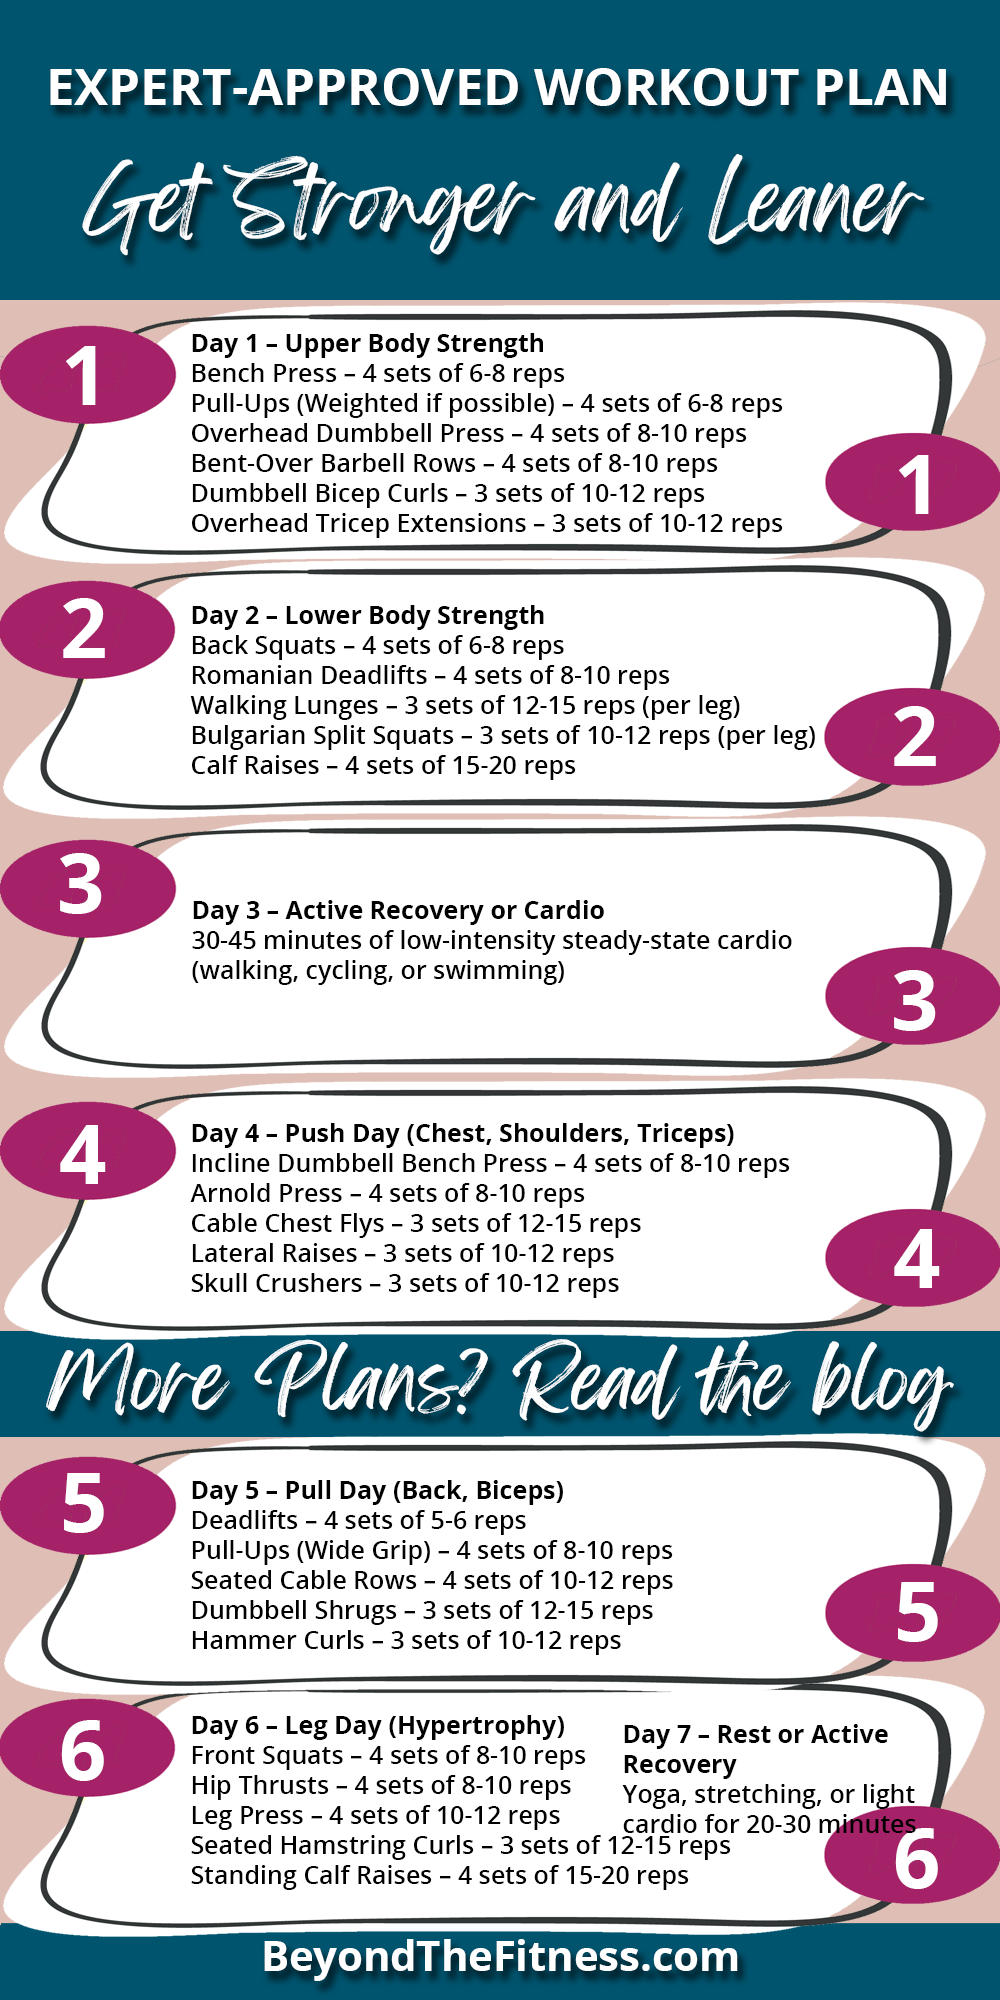 EXPERT-APPROVED WORKOUT PLAN
Get Stronger and Leaner
1
Day 1 – Upper Body Strength
Bench Press – 4 sets of 6-8 reps
Pull-Ups (Weighted if possible) – 4 sets of 6-8 reps
Overhead Dumbbell Press – 4 sets of 8-10 reps
Bent-Over Barbell Rows – 4 sets of 8-10 reps
Dumbbell Bicep Curls – 3 sets of 10-12 reps
Overhead Tricep Extensions – 3 sets of 10-12 reps
1
2
Day 2 – Lower Body Strength
Back Squats – 4 sets of 6-8 reps
Romanian Deadlifts – 4 sets of 8-10 reps
Walking Lunges – 3 sets of 12-15 reps (per leg)
Bulgarian Split Squats – 3 sets of 10-12 reps (per leg)
Calf Raises – 4 sets of 15-20 reps
2
3
Day 3 – Active Recovery or Cardio
30-45 minutes of low-intensity steady-state cardio
(walking, cycling, or swimming)
3
4
Day 4 – Push Day (Chest, Shoulders, Triceps)
Incline Dumbbell Bench Press – 4 sets of 8-10 reps
Arnold Press – 4 sets of 8-10 reps
Cable Chest Flys – 3 sets of 12-15 reps
Lateral Raises – 3 sets of 10-12 reps
Skull Crushers – 3 sets of 10-12 reps
4
More Plans? Read the blog
5
Day 5 – Pull Day (Back, Biceps)
Deadlifts – 4 sets of 5-6 reps
Pull-Ups (Wide Grip) – 4 sets of 8-10 reps
Seated Cable Rows – 4 sets of 10-12 reps
Dumbbell Shrugs – 3 sets of 12-15 reps
Hammer Curls – 3 sets of 10-12 reps
5
6
Day 6 – Leg Day (Hypertrophy)
Front Squats – 4 sets of 8-10 reps
Hip Thrusts – 4 sets of 8-10 reps
Leg Press – 4 sets of 10-12 reps
Seated Hamstring Curls – 3 sets of 12-15 reps
Standing Calf Raises – 4 sets of 15-20 reps
Day 7 – Rest or Active
Recovery
Yoga, stretching, or light
cardio for 20-30 minutes
6
BeyondTheFitness.com